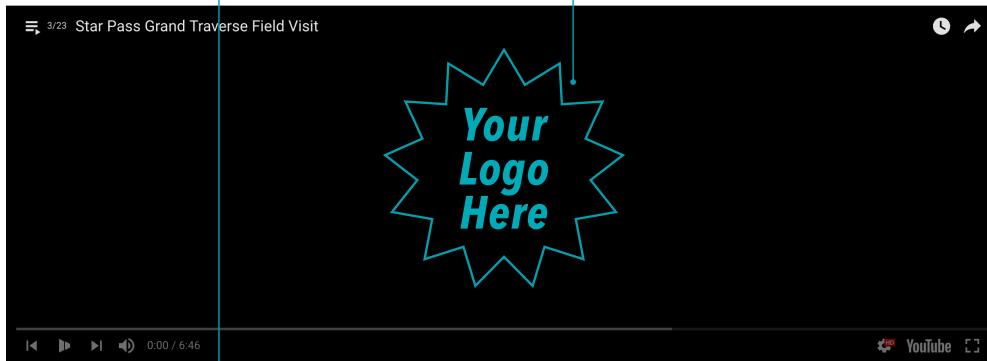 3/23 Star Pass Grand Traverse Field Visit
Your
Logo
Here
0:00 / 6:46
HD
YouTube